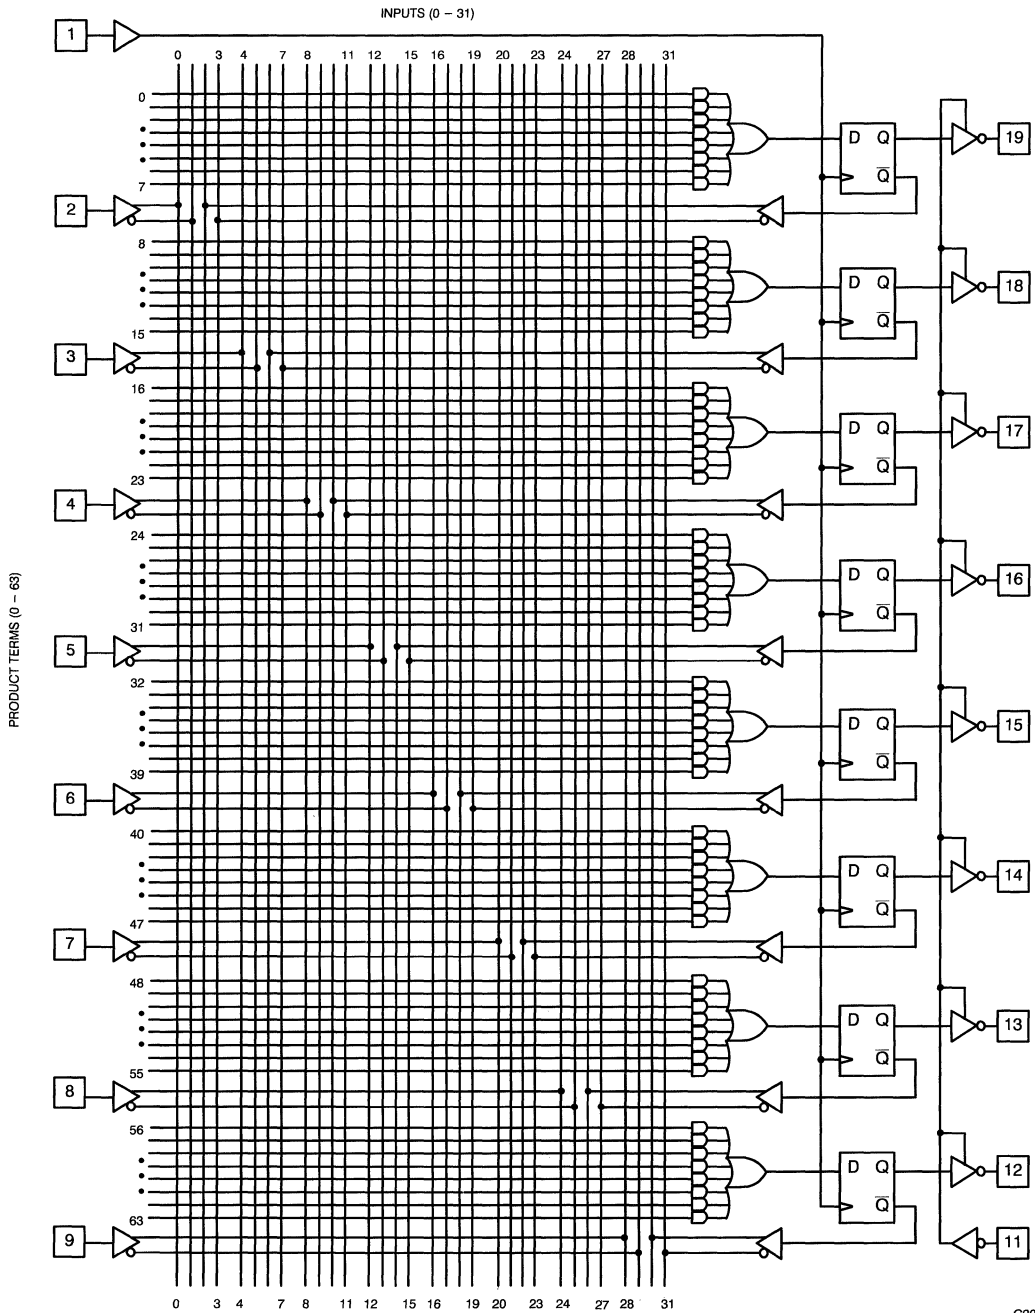 INPUTS (0 – 31)
1
0 3 4 7 8 11 12 15 16 19 20 23 24 27 28 31
0
D Q
19
7
Q̅
2
8
D Q
18
15
Q̅
3
16
D Q
17
23
Q̅
4
24
D Q
16
31
Q̅
5
PRODUCT TERMS (0 – 63)
32
D Q
15
39
Q̅
6
40
D Q
14
47
Q̅
7
48
D Q
13
55
Q̅
8
56
D Q
12
63
Q̅
9
11
0 3 4 7 8 11 12 15 16 19 20 23 24 27 28 31